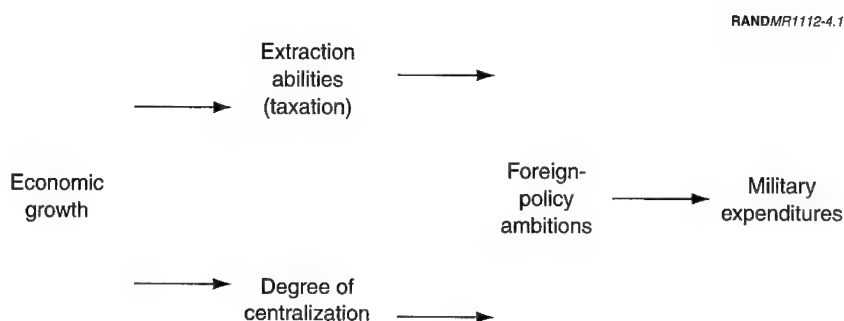 RANDMR1112-4.1
Extraction
abilities
(taxation)
Economic
growth
Foreign-
policy
ambitions
Military
expenditures
Degree of
centralization